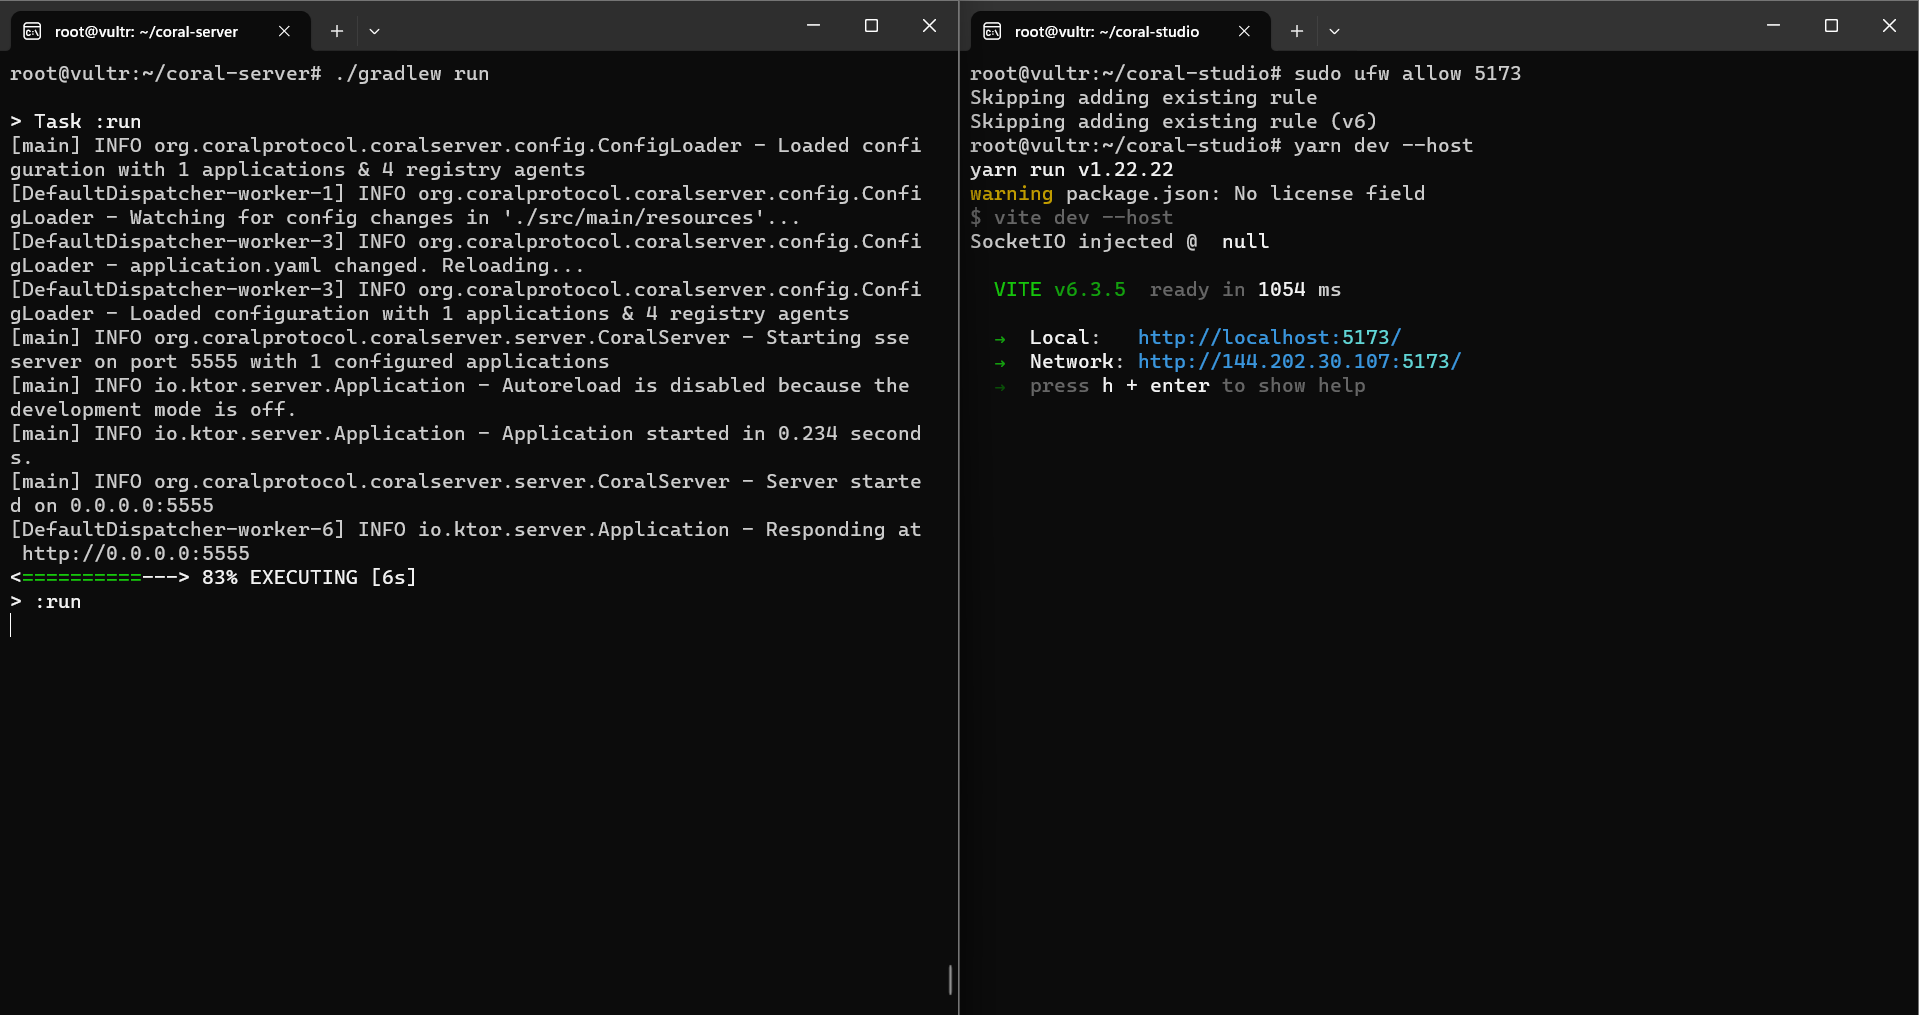 root@vultr: ~/coral-server
root@vultr:~/coral-server# ./gradlew run
> Task :run
[main] INFO org.coralprotocol.coralserver.config.ConfigLoader - Loaded confi
guration with 1 applications & 4 registry agents
[DefaultDispatcher-worker-1] INFO org.coralprotocol.coralserver.config.Confi
gLoader - Watching for config changes in './src/main/resources'...
[DefaultDispatcher-worker-3] INFO org.coralprotocol.coralserver.config.Confi
gLoader - application.yaml changed. Reloading...
[DefaultDispatcher-worker-3] INFO org.coralprotocol.coralserver.config.Confi
gLoader - Loaded configuration with 1 applications & 4 registry agents
[main] INFO org.coralprotocol.coralserver.server.CoralServer - Starting sse
server on port 5555 with 1 configured applications
[main] INFO io.ktor.server.Application - Autoreload is disabled because the
development mode is off.
[main] INFO io.ktor.server.Application - Application started in 0.234 second
s.
[main] INFO org.coralprotocol.coralserver.server.CoralServer - Server starte
d on 0.0.0.0:5555
[DefaultDispatcher-worker-6] INFO io.ktor.server.Application - Responding at
http://0.0.0.0:5555
<==========---> 83% EXECUTING [6s]
> :run
root@vultr: ~/coral-studio
root@vultr:~/coral-studio# sudo ufw allow 5173
Skipping adding existing rule
Skipping adding existing rule (v6)
root@vultr:~/coral-studio# yarn dev --host
yarn run v1.22.22
warning package.json: No license field
$ vite dev --host
SocketIO injected @  null
VITE v6.3.5  ready in 1054 ms
➜  Local:   http://localhost:5173/
➜  Network: http://144.202.30.107:5173/
➜  press h + enter to show help